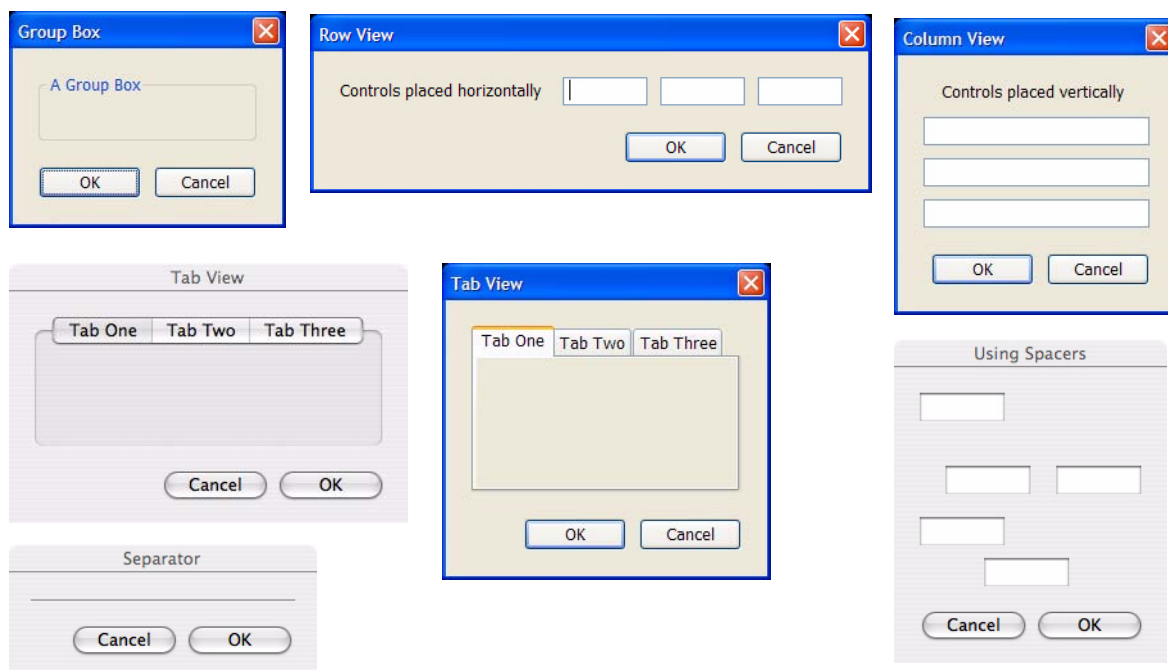 Group Box
A Group Box
OK Cancel
Row View
Controls placed horizontally
OK Cancel
Column View
Controls placed vertically
OK Cancel
Tab View
Tab One Tab Two Tab Three
Cancel OK
Tab View
Tab One Tab Two Tab Three
OK Cancel
Using Spacers
Cancel OK
Separator
Cancel OK